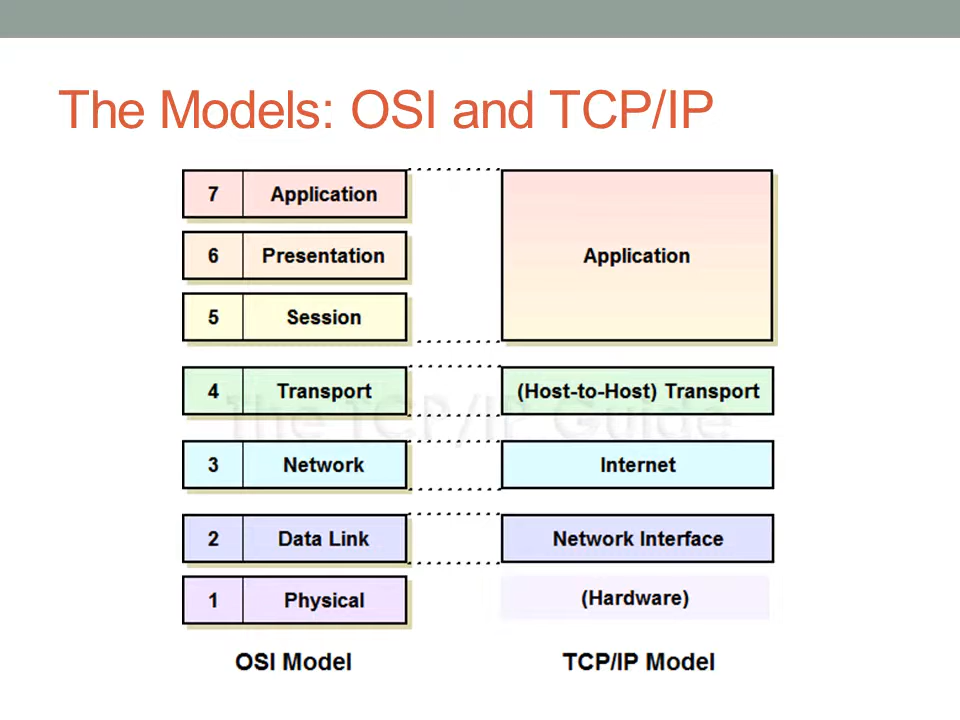 The Models: OSI and TCP/IP
7 Application
6 Presentation
5 Session
Application
4 Transport
(Host-to-Host) Transport
The TCP/IP Guide
3 Network
Internet
2 Data Link
Network Interface
1 Physical
(Hardware)
OSI Model
TCP/IP Model